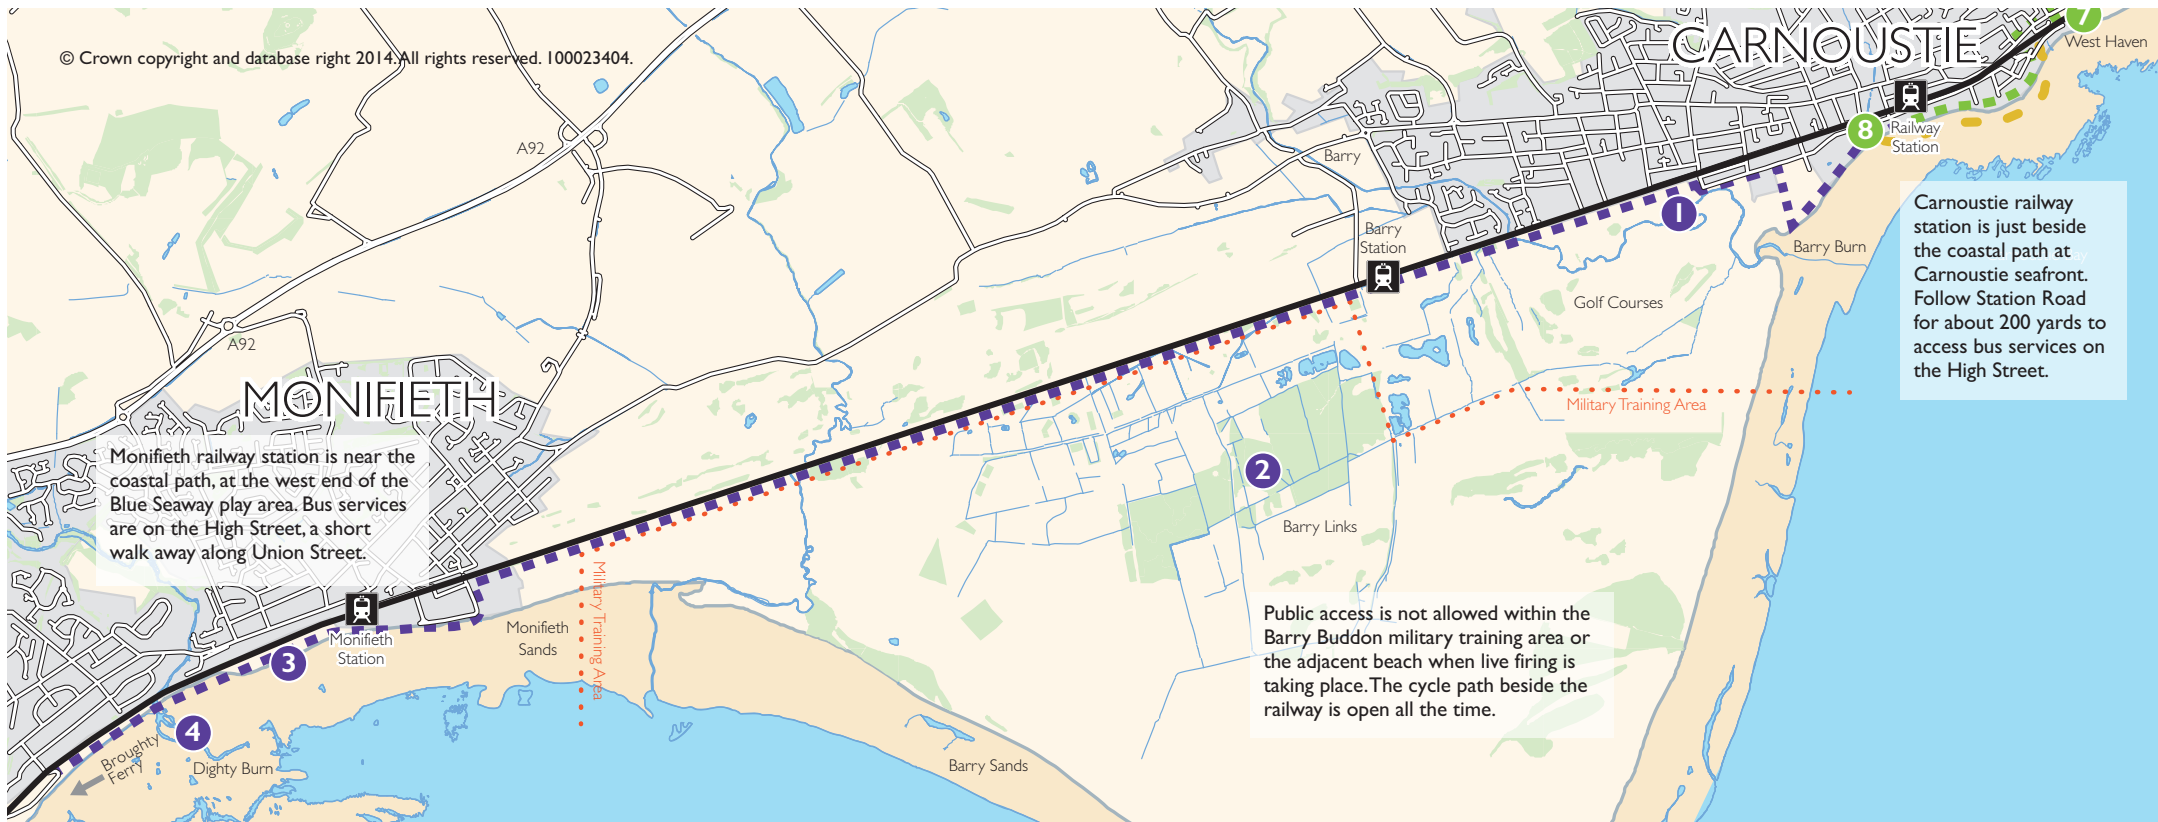 CARNOUSTIE
7
West Haven
© Crown copyright and database right 2014. All rights reserved. 100023404.
A92
Barry
8
Railway
Station
1
Barry
Station
Barry Burn
Carnoustie railway
station is just beside
the coastal path at
Carnoustie seafront.
Follow Station Road
for about 200 yards to
access bus services on
the High Street.
Golf Courses
A92
MONIFIETH
Military Training Area
Monifieth railway station is near the
coastal path, at the west end of the
Blue Seaway play area. Bus services
are on the High Street, a short
walk away along Union Street.
2
Barry Links
Military Training Area
Monifieth
Station
Monifieth
Sands
3
Public access is not allowed within the
Barry Buddon military training area or
the adjacent beach when live firing is
taking place. The cycle path beside the
railway is open all the time.
4
Broughty
Ferry
Dighty Burn
Barry Sands